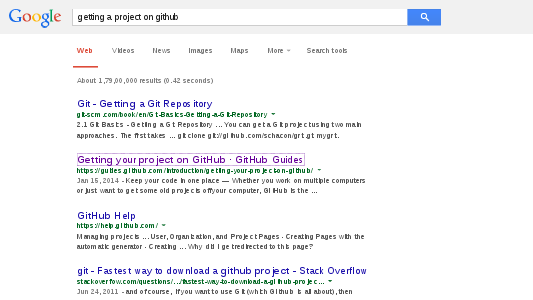 Google
getting a project on github
Web Videos News Images Maps More Search tools
About 1,79,00,000 results (0.42 seconds)
Git - Getting a Git Repository
git-scm.com/book/en/Git-Basics-Getting-a-Git-Repository
2.1 Git Basics - Getting a Git Repository ... You can get a Git project using two main
approaches. The first takes ... git clone git://github.com/schacon/grit.git mygrit.
Getting your project on GitHub · GitHub Guides
https://guides.github.com/introduction/getting-your-project-on-github/
Jan 15, 2014 - Keep your code in one place — Whether you work on multiple computers
or just want to get some old projects off your computer, GitHub is the ...
GitHub Help
https://help.github.com/
Managing projects ... User, Organization, and Project Pages - Creating Pages with the
automatic generator - Creating ... Why did I get redirected to this page?
git - Fastest way to download a github project - Stack Overflow
stackoverflow.com/questions/.../fastest-way-to-download-a-github-projec...
Jun 24, 2011 - and of course, if you want to use Git (which GitHub is all about), then